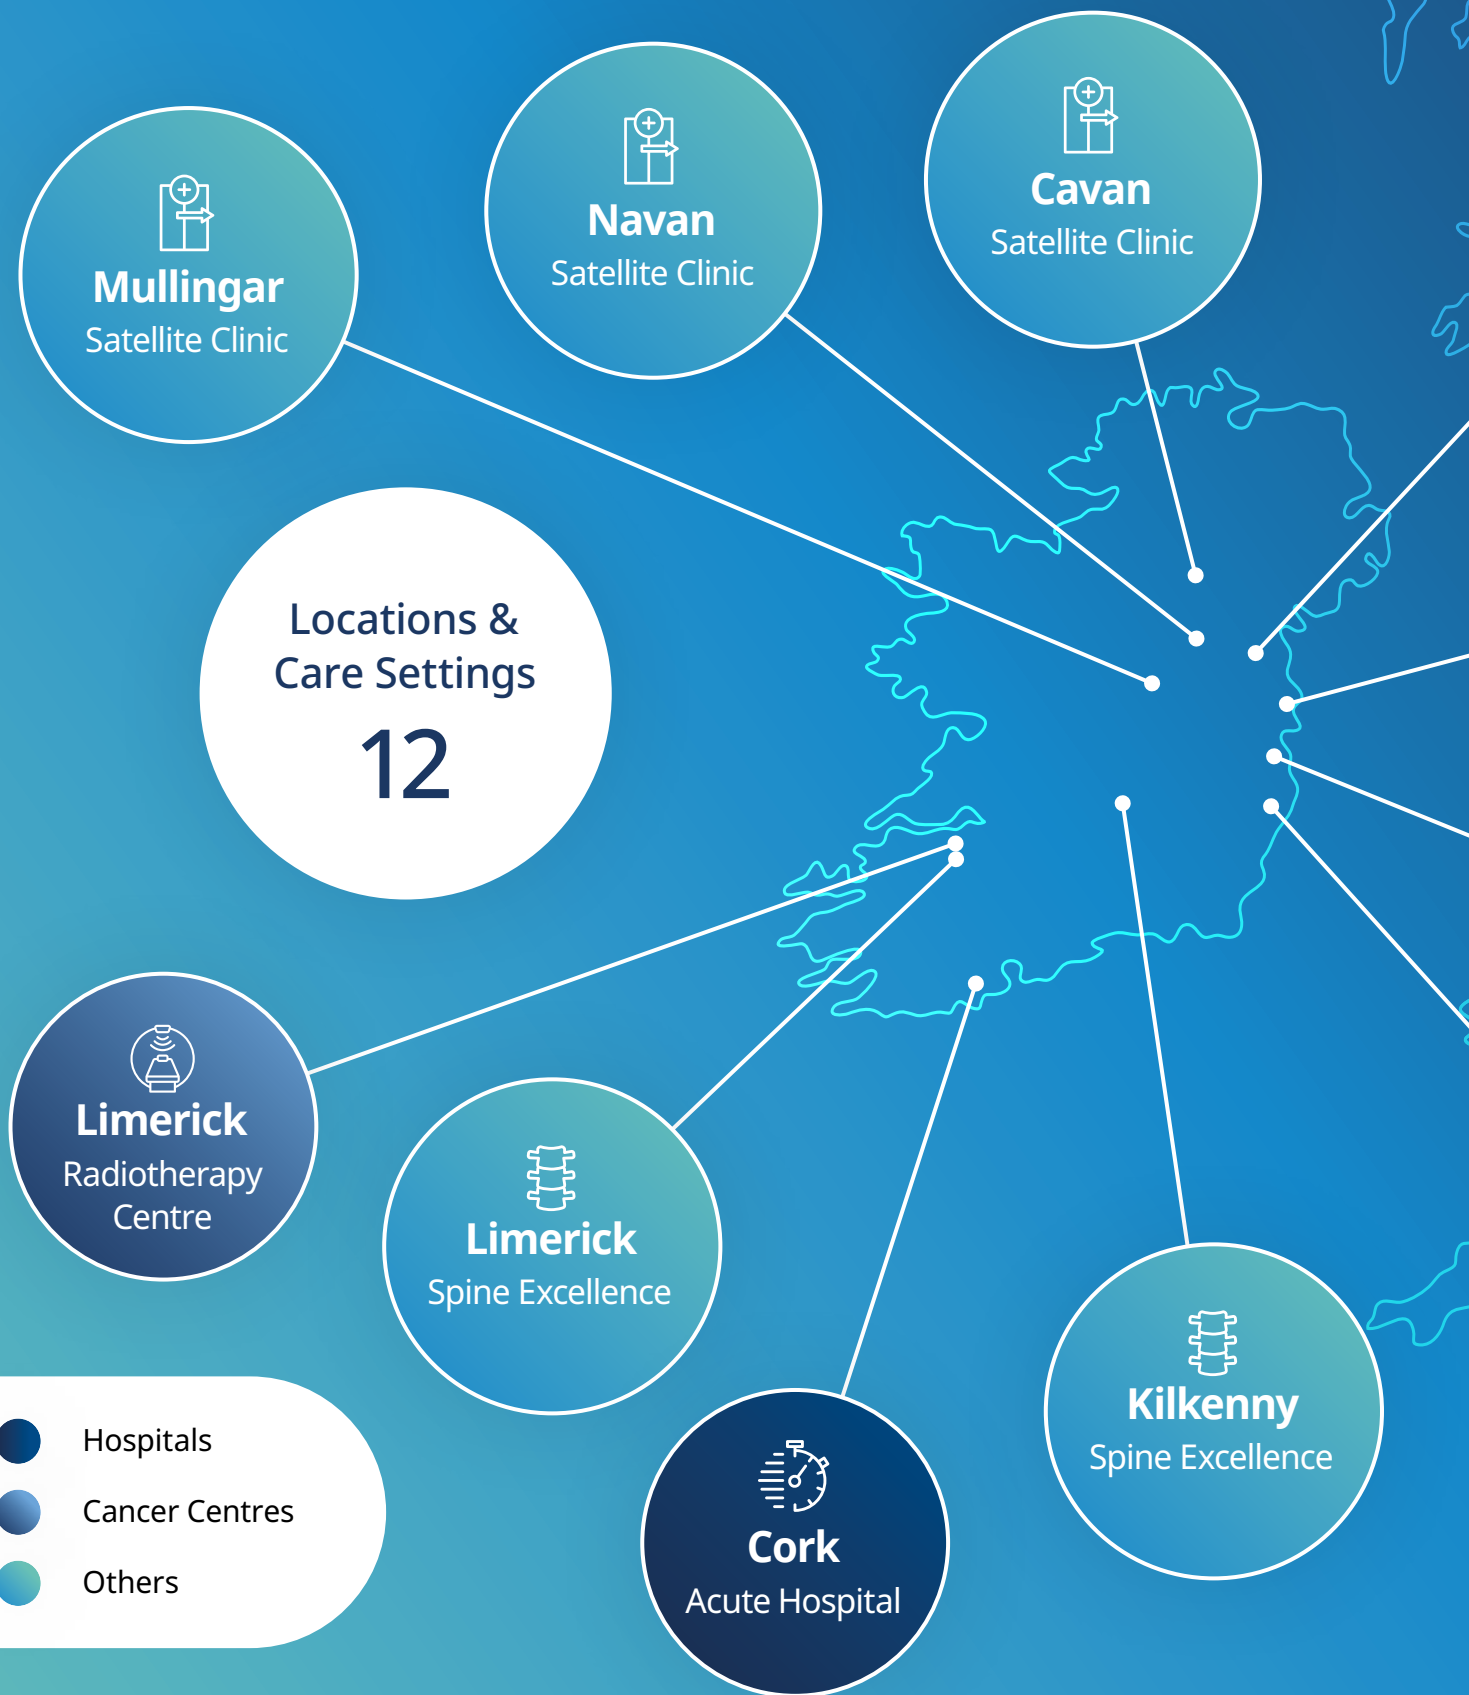 Cavan
Satellite Clinic
Navan
Satellite Clinic
Mullingar
Satellite Clinic
Locations &
Care Settings
12
Limerick
Radiotherapy
Centre
Limerick
Spine Excellence
Kilkenny
Spine Excellence
Cork
Acute Hospital
Hospitals
Cancer Centres
Others